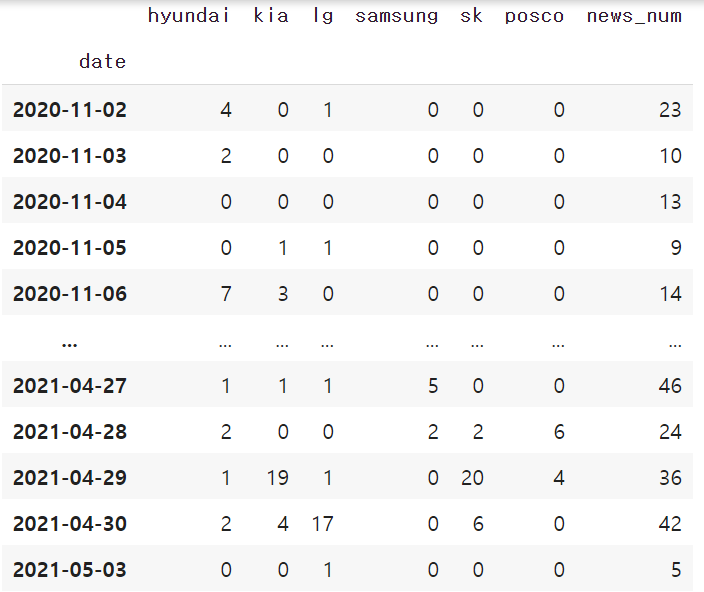 hyundai kia lg samsung sk posco news_num
date
2020-11-02 4 0 1 0 0 0 23
2020-11-03 2 0 0 0 0 0 10
2020-11-04 0 0 0 0 0 0 13
2020-11-05 0 1 1 0 0 0 9
2020-11-06 7 3 0 0 0 0 14
... ... ... ... ... ... ... ...
2021-04-27 1 1 1 5 0 0 46
2021-04-28 2 0 0 2 2 6 24
2021-04-29 1 19 1 0 20 4 36
2021-04-30 2 4 17 0 6 0 42
2021-05-03 0 0 1 0 0 0 5